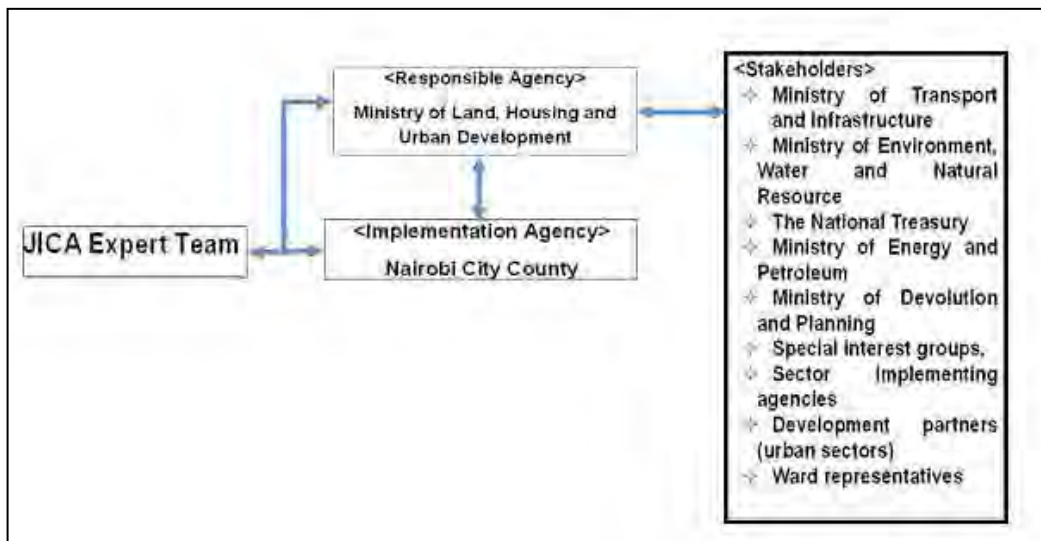 JICA Expert Team
<Responsible Agency>
Ministry of Land, Housing and
Urban Development
<Implementation Agency>
Nairobi City County
<Stakeholders>
Ministry of Transport
and Infrastructure
Ministry of Environment,
Water and Natural
Resource
The National Treasury
Ministry of Energy and
Petroleum
Ministry of Devolution
and Planning
Special interest groups,
Sector Implementing
agencies
Development partners
(urban sectors)
Ward representatives